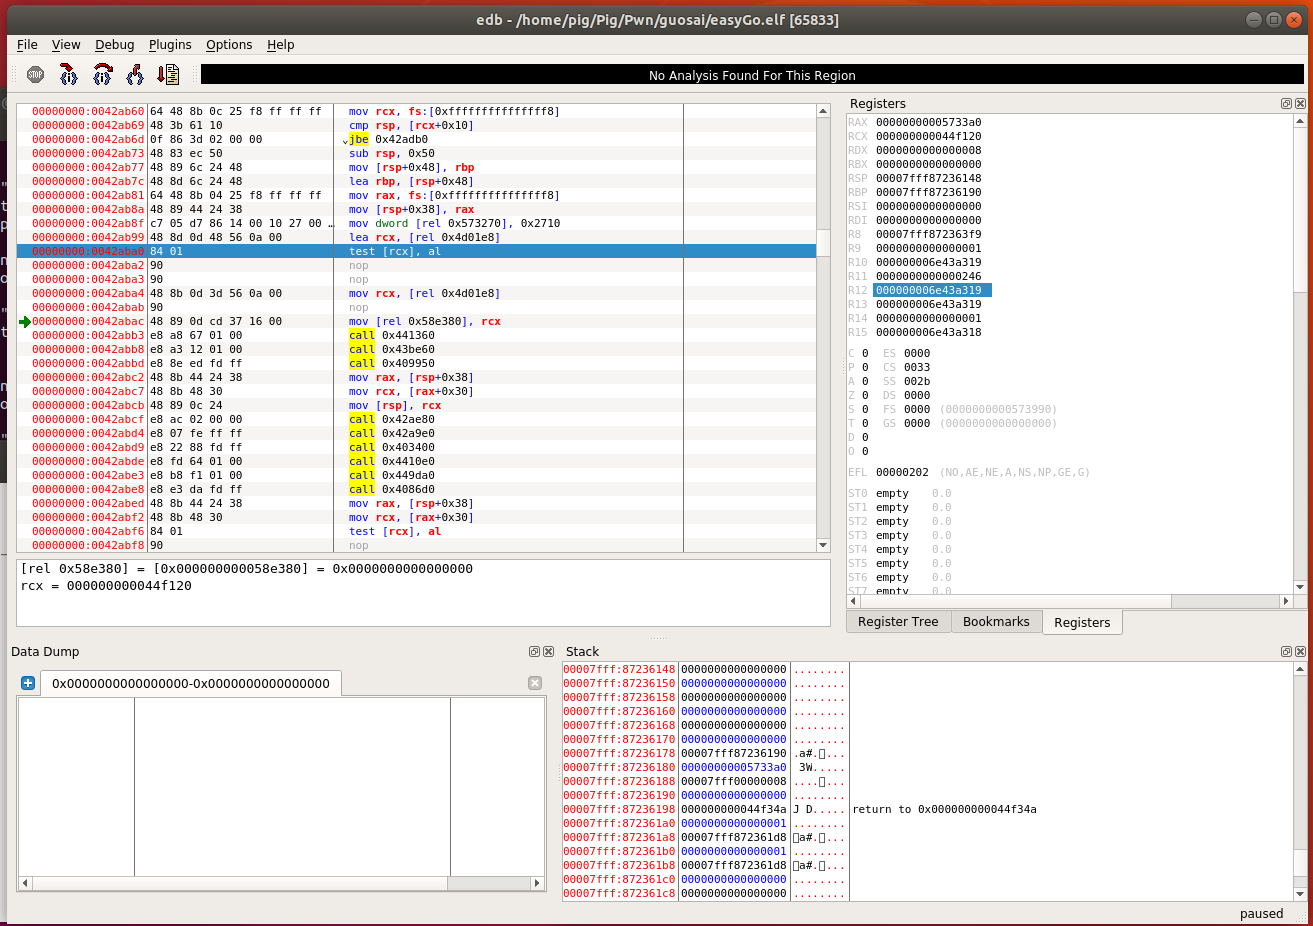 edb - /home/pig/Pig/Pwn/guosai/easyGo.elf [65833]
File View Debug Plugins Options Help
STOP
No Analysis Found For This Region
00000000:0042ab60 64 48 8b 0c 25 f8 ff ff ff mov rcx, fs:[0xfffffffffffffff8]
00000000:0042ab69 48 3b 61 10 cmp rsp, [rcx+0x10]
00000000:0042ab6d 0f 86 3d 02 00 00 jbe 0x42adb0
00000000:0042ab73 48 83 ec 50 sub rsp, 0x50
00000000:0042ab77 48 89 6c 24 48 mov [rsp+0x48], rbp
00000000:0042ab7c 48 8d 6c 24 48 lea rbp, [rsp+0x48]
00000000:0042ab81 64 48 8b 04 25 f8 ff ff ff mov rax, fs:[0xfffffffffffffff8]
00000000:0042ab8a 48 89 44 24 38 mov [rsp+0x38], rax
00000000:0042ab8f c7 05 d7 86 14 00 10 27 00 … mov dword [rel 0x573270], 0x2710
00000000:0042ab99 48 8d 0d 48 56 0a 00 lea rcx, [rel 0x4d01e8]
00000000:0042aba0 84 01 test [rcx], al
00000000:0042aba2 90 nop
00000000:0042aba3 90 nop
00000000:0042aba4 48 8b 0d 3d 56 0a 00 mov rcx, [rel 0x4d01e8]
00000000:0042abab 90 nop
00000000:0042abac 48 89 0d cd 37 16 00 mov [rel 0x58e380], rcx
00000000:0042abb3 e8 a8 67 01 00 call 0x441360
00000000:0042abb8 e8 a3 12 01 00 call 0x43be60
00000000:0042abbd e8 8e ed fd ff call 0x409950
00000000:0042abc2 48 8b 44 24 38 mov rax, [rsp+0x38]
00000000:0042abc7 48 8b 48 30 mov rcx, [rax+0x30]
00000000:0042abcb 48 89 0c 24 mov [rsp], rcx
00000000:0042abcf e8 ac 02 00 00 call 0x42ae80
00000000:0042abd4 e8 07 fe ff ff call 0x42a9e0
00000000:0042abd9 e8 22 88 fd ff call 0x403400
00000000:0042abde e8 fd 64 01 00 call 0x4410e0
00000000:0042abe3 e8 b8 f1 01 00 call 0x449da0
00000000:0042abe8 e8 e3 da fd ff call 0x4086d0
00000000:0042abed 48 8b 44 24 38 mov rax, [rsp+0x38]
00000000:0042abf2 48 8b 48 30 mov rcx, [rax+0x30]
00000000:0042abf6 84 01 test [rcx], al
00000000:0042abf8 90 nop
[rel 0x58e380] = [0x000000000058e380] = 0x0000000000000000
rcx = 000000000044f120
Registers
RAX 00000000005733a0
RCX 000000000044f120
RDX 0000000000000008
RBX 0000000000000000
RSP 00007fff87236148
RBP 00007fff87236190
RSI 0000000000000000
RDI 0000000000000000
R8 00007fff872363f9
R9 0000000000000001
R10 000000006e43a319
R11 0000000000000246
R12 000000006e43a319
R13 000000006e43a319
R14 0000000000000001
R15 000000006e43a318
C 0 ES 0000
P 0 CS 0033
A 0 SS 002b
Z 0 DS 0000
S 0 FS 0000 (0000000000573990)
T 0 GS 0000 (0000000000000000)
D 0
O 0
EFL 00000202 (NO,AE,NE,A,NS,NP,GE,G)
ST0 empty 0.0
ST1 empty 0.0
ST2 empty 0.0
ST3 empty 0.0
ST4 empty 0.0
ST5 empty 0.0
ST6 empty 0.0
ST7 empty 0.0
Register Tree Bookmarks Registers
Data Dump
0x0000000000000000-0x0000000000000000
Stack
00007fff:87236148 0000000000000000 ........
00007fff:87236150 0000000000000000 ........
00007fff:87236158 0000000000000000 ........
00007fff:87236160 0000000000000000 ........
00007fff:87236168 0000000000000000 ........
00007fff:87236170 0000000000000000 ........
00007fff:87236178 00007fff87236190 .a#.▯...
00007fff:87236180 00000000005733a0 3W.....
00007fff:87236188 00007fff00000008 ....▯...
00007fff:87236190 0000000000000000 ........
00007fff:87236198 000000000044f34a J D..... return to 0x000000000044f34a
00007fff:872361a0 0000000000000001 ........
00007fff:872361a8 00007fff872361d8 ▯a#.▯...
00007fff:872361b0 0000000000000001 ........
00007fff:872361b8 00007fff872361d8 ▯a#.▯...
00007fff:872361c0 0000000000000000 ........
00007fff:872361c8 0000000000000000 ........
paused